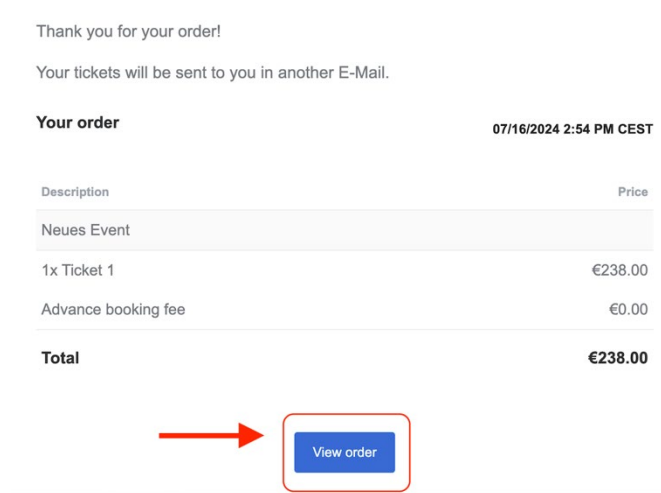 Thank you for your order!
Your tickets will be sent to you in another E-Mail.
Your order 07/16/2024 2:54 PM CEST
Description Price
Neues Event
1x Ticket 1 €238.00
Advance booking fee €0.00
Total €238.00
View order